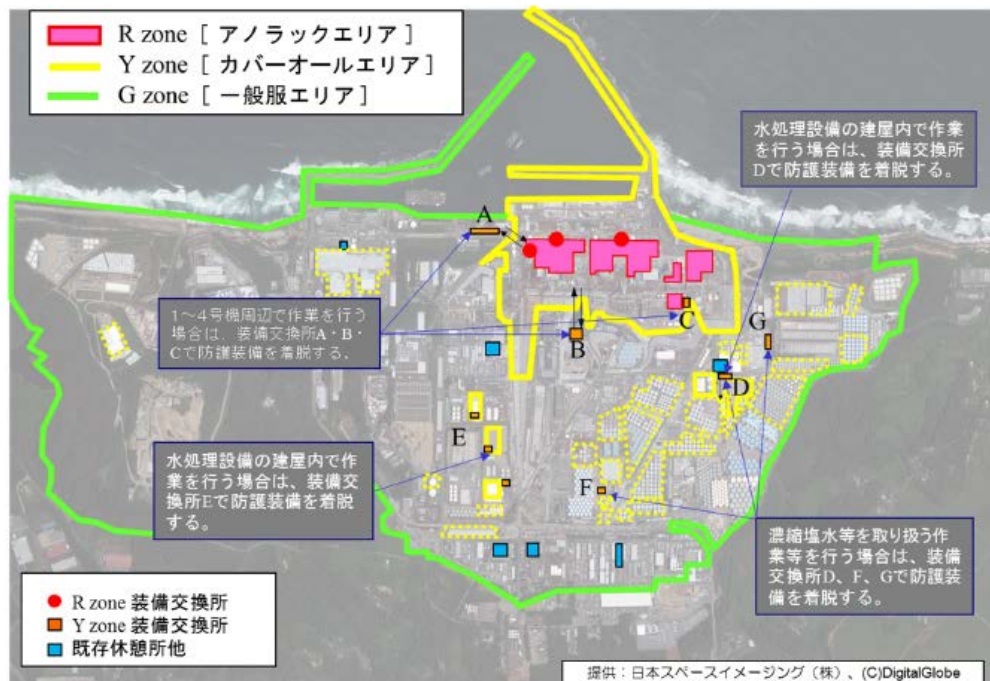 R zone [ アノラックエリア ]
Y zone [ カバーオールエリア ]
G zone [ 一般服エリア ]
水処理設備の建屋内で作業
を行う場合は、装備交換所
Dで防護装備を着脱する。
A
1～4号機周辺で作業を行う
場合は、装備交換所A・B・
Cで防護装備を着脱する、
B
C
G
D
E
水処理設備の建屋内で作
業を行う場合は、装備交
換所Eで防護装備を着脱
する。
F
濃縮塩水等を取り扱う作
業等を行う場合は、装備
交換所D、F、Gで防護装
備を着脱する。
R zone 装備交換所
Y zone 装備交換所
既存休憩所他
提供：日本スペースイメージング（株）、(C)DigitalGlobe